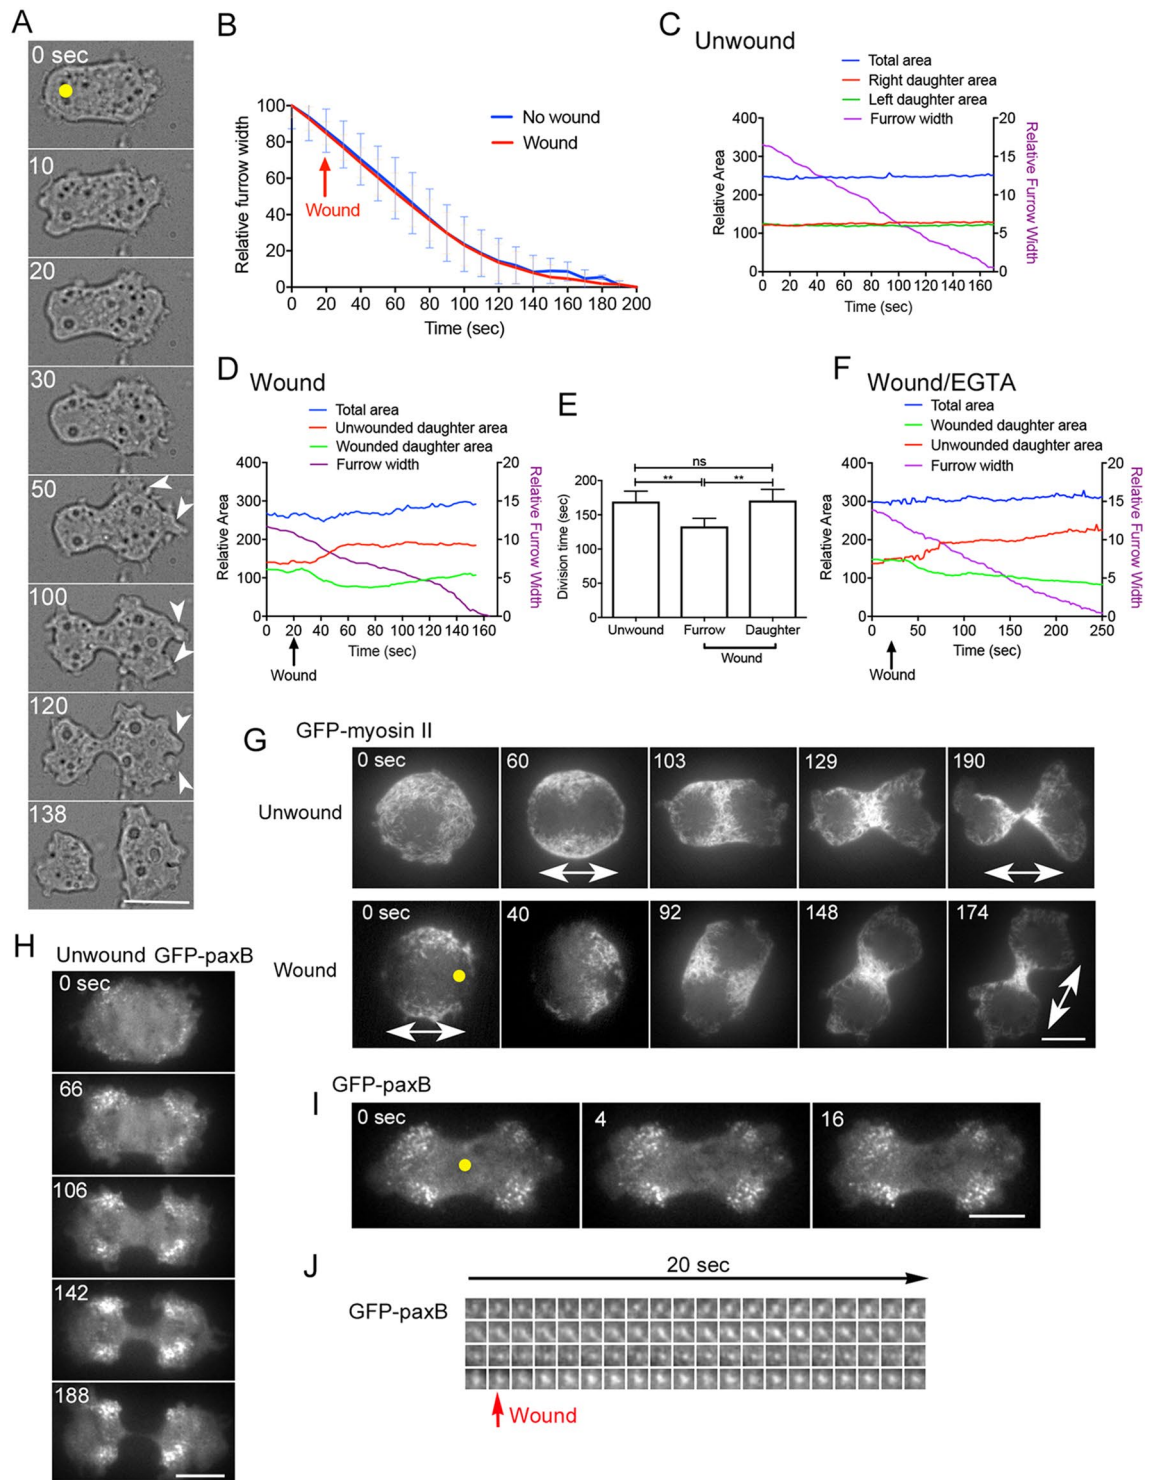 A
0 sec
10
20
30
50
100
120
138
B
Relative furrow width
100
80
60
40
20
0
No wound
Wound
Wound
0 20 40 60 80 100 120 140 160 180 200
Time (sec)
C
Unwound
Total area
Right daughter area
Left daughter area
Furrow width
Relative Area
400
300
200
100
0
20
15
10
5
0
Relative Furrow Width
0 20 40 60 80 100 120 140 160
Time (sec)
D
Wound
Total area
Unwounded daughter area
Wounded daughter area
Furrow width
Relative Area
400
300
200
100
0
20
15
10
5
0
Relative Furrow Width
0 20 40 60 80 100 120 140 160
Time (sec)
Wound
E
Division time (sec)
200
150
100
50
0
ns
** **
Unwound Furrow Daughter
Wound
F
Wound/EGTA
Total area
Wounded daughter area
Unwounded daughter area
Furrow width
Relative Area
400
300
200
100
0
20
15
10
5
0
Relative Furrow Width
0 50 100 150 200 250
Time (sec)
Wound
G
GFP-myosin II
Unwound
0 sec 60 103 129 190
Wound
0 sec 40 92 148 174
H
Unwound GFP-paxB
0 sec
66
106
142
188
I
GFP-paxB
0 sec 4 16
J
20 sec
GFP-paxB
Wound